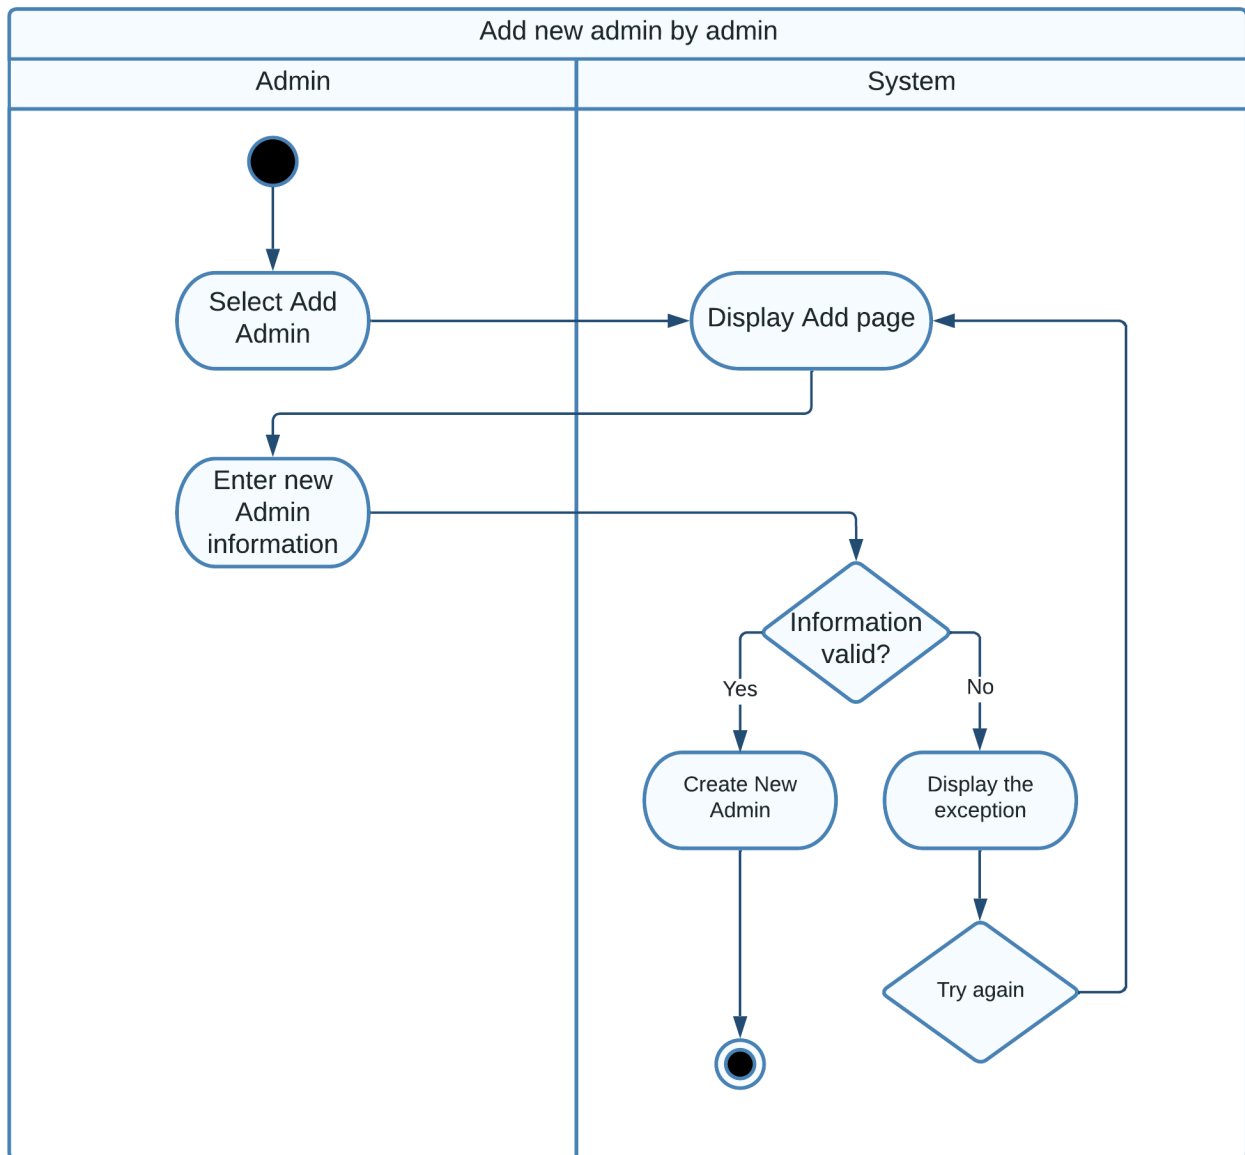 Add new admin by admin
Admin
System
Select Add
Admin
Display Add page
Enter new
Admin
information
Information
valid?
Yes
No
Create New
Admin
Display the
exception
Try again